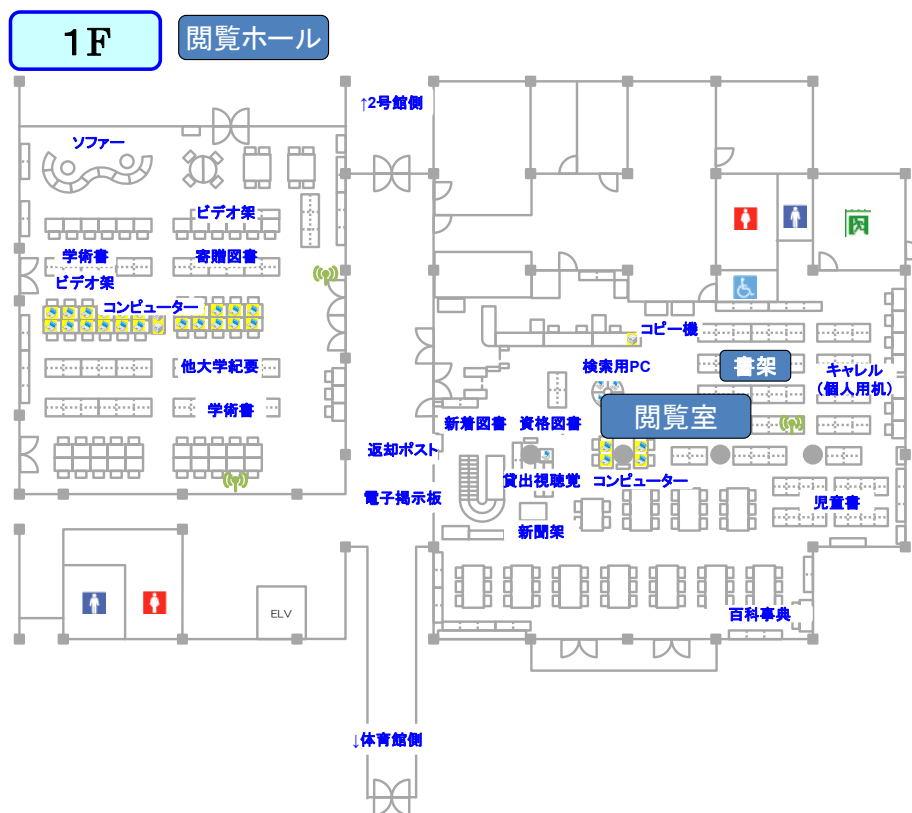 1F
閲覧ホール
↑2号館側
ソファー
ビデオ架
学術書
寄贈図書
ビデオ架
コンピューター
コピー機
他大学紀要
検索用PC
書架
キャレル
(個人用机)
学術書
新着図書
資格図書
閲覧室
返却ポスト
貸出視聴覚
コンピューター
電子掲示板
新聞架
児童書
ELV
百科事典
↓体育館側